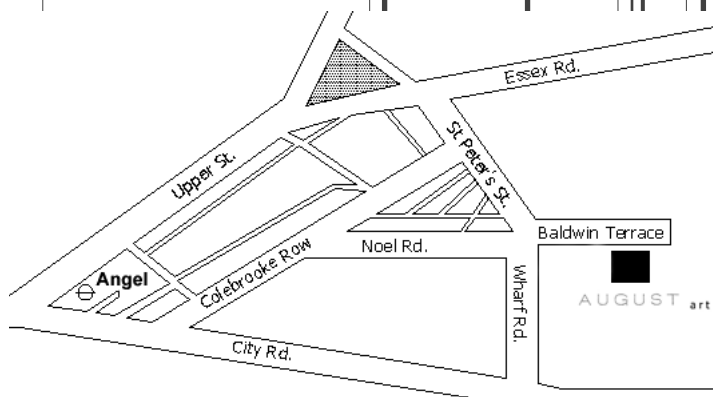 Essex Rd.
St Peter's St.
Upper St.
Baldwin Terrace
Noel Rd.
Colebrooke Row
Angel
Wharf Rd.
AUGUST art
City Rd.